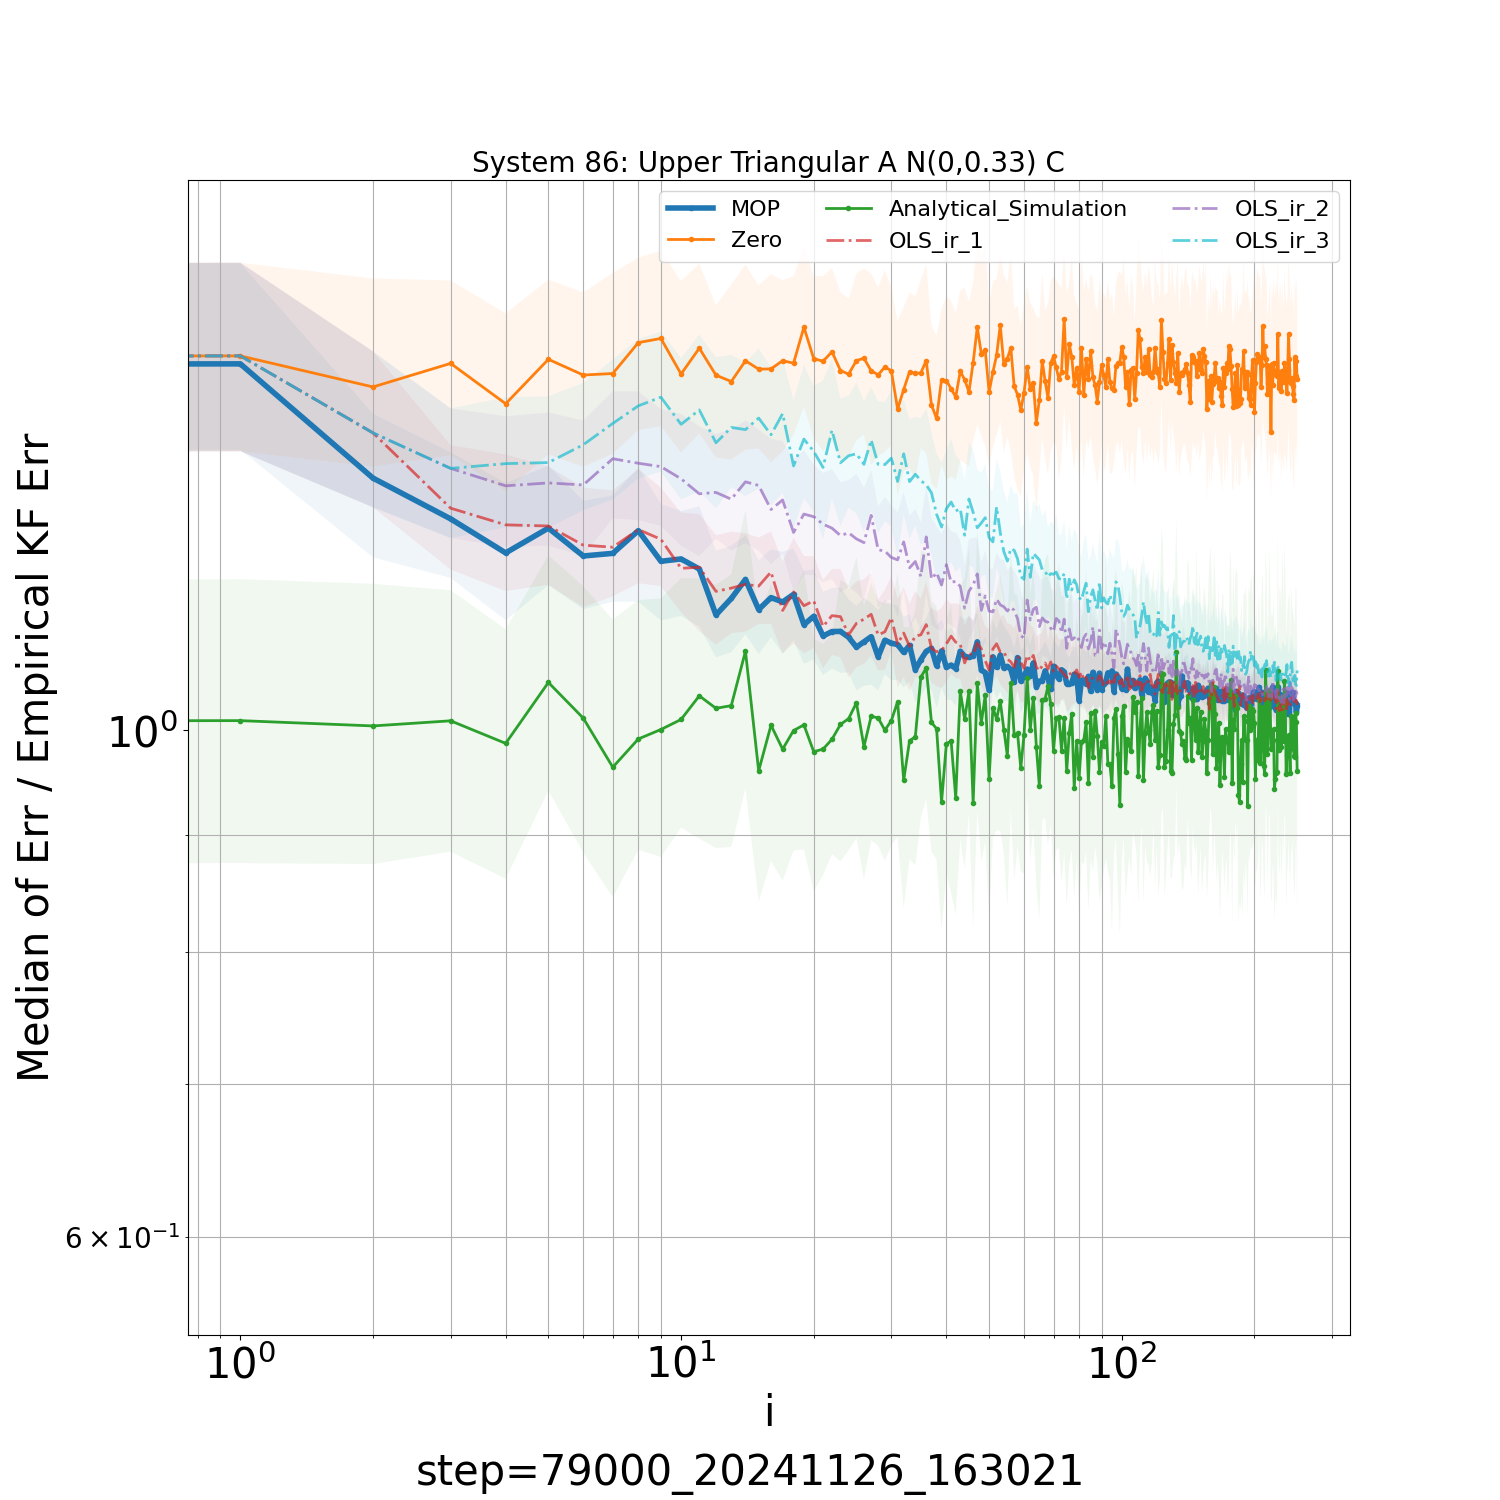 System 86: Upper Triangular A N(0,0.33) C
MOP
Zero
Analytical_Simulation
OLS_ir_1
OLS_ir_2
OLS_ir_3
Median of Err / Empirical KF Err
10⁰
6 × 10⁻¹
10⁰ 10¹ 10²
i
step=79000_20241126_163021